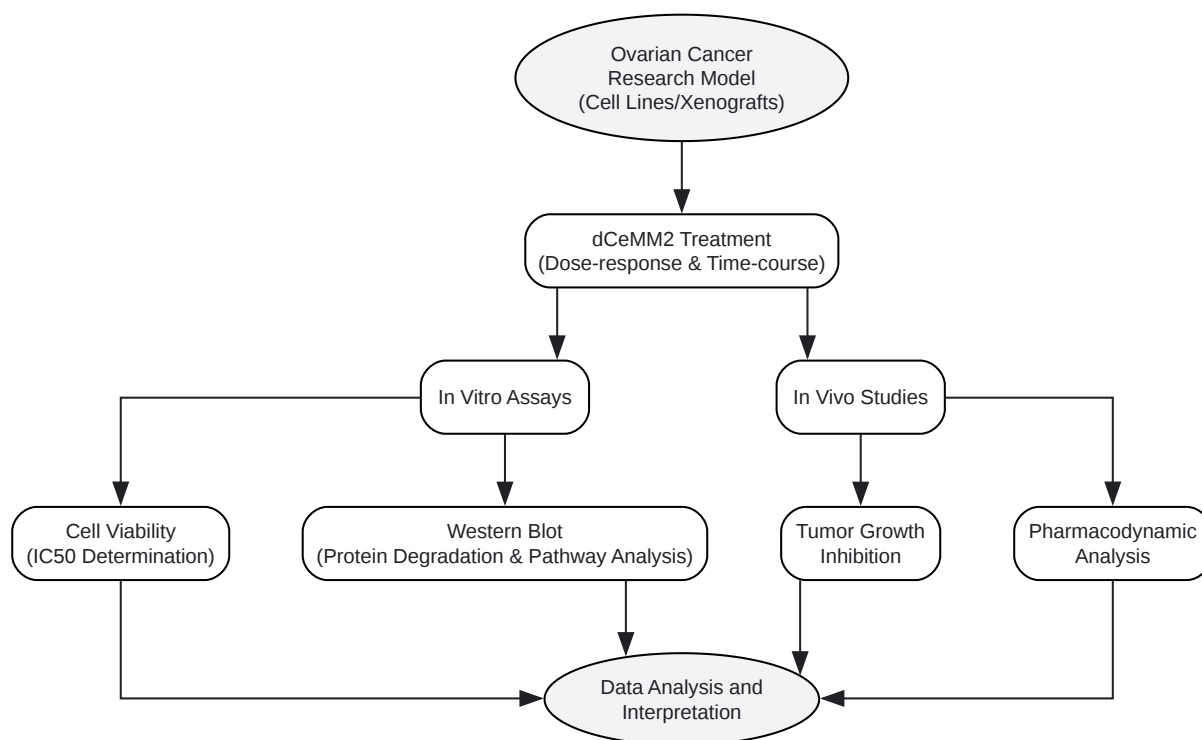 Ovarian Cancer
Research Model
(Cell Lines/Xenografts)
dCeMM2 Treatment
(Dose-response & Time-course)
In Vitro Assays
In Vivo Studies
Cell Viability
(IC50 Determination)
Western Blot
(Protein Degradation & Pathway Analysis)
Tumor Growth
Inhibition
Pharmacodynamic
Analysis
Data Analysis and
Interpretation